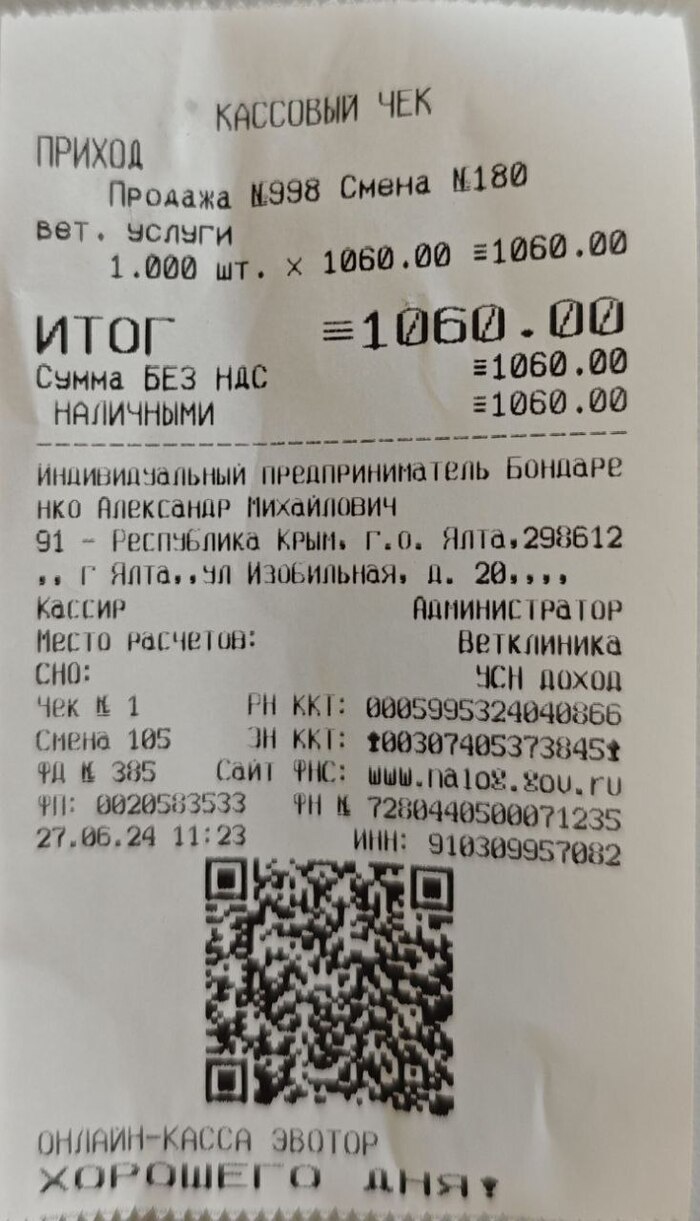 КАССОВЫЙ ЧЕК
ПРИХОД
Продажа №998 Смена №180
вет. услуги
1.000 шт. x 1060.00 ≡1060.00
ИТОГ ≡1060.00
Сумма БЕЗ НДС ≡1060.00
НАЛИЧНЫМИ ≡1060.00
Индивидуальный предприниматель Бондаре
нко Александр Михайлович
91 - Республика Крым, г.о. Ялта,298612
,, г Ялта,,ул Изобильная, д. 20,,,,
Кассир Администратор
Место расчетов: Ветклиника
СНО: УСН доход
Чек № 1 РН ККТ: 0005995324040866
Смена 105 ЗН ККТ: 00307405373845
ФД № 385 Сайт ФНС: www.nalog.gov.ru
ФП: 0020583533 ФН № 7280440500071235
27.06.24 11:23 ИНН: 910309957082
ОНЛАЙН-КАССА ЭВОТОР
ХОРОШЕГО ДНЯ!